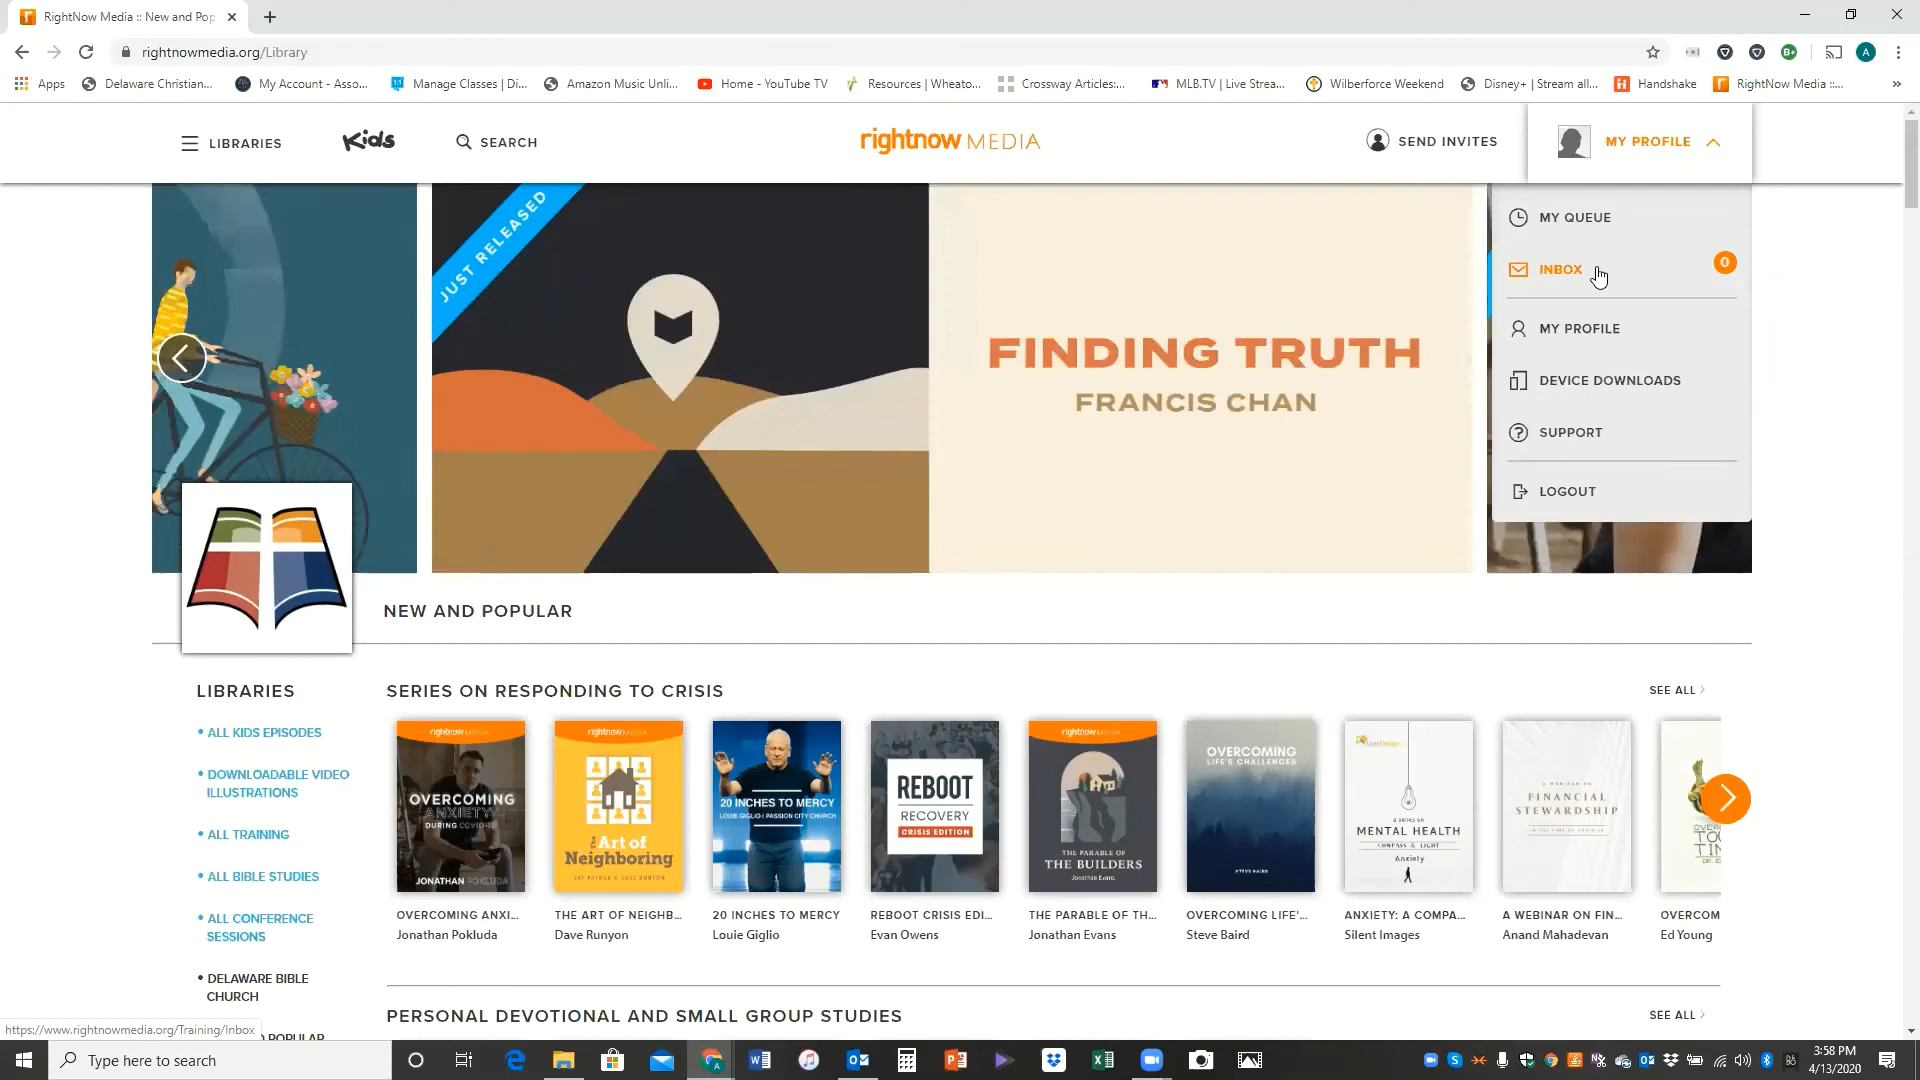 RightNow Media :: New and Pop
rightnowmedia.org/Library
Apps
Delaware Christian...
My Account - Asso...
Manage Classes | Di...
Amazon Music Unli...
Home - YouTube TV
Resources | Wheato...
Crossway Articles:...
MLB.TV | Live Strea...
Wilberforce Weekend
Disney+ | Stream all...
Handshake
RightNow Media ::...
LIBRARIES
Kids
SEARCH
rightnow MEDIA
SEND INVITES
MY PROFILE
MY QUEUE
INBOX
0
MY PROFILE
DEVICE DOWNLOADS
SUPPORT
LOGOUT
JUST RELEASED
FINDING TRUTH
FRANCIS CHAN
NEW AND POPULAR
LIBRARIES
• ALL KIDS EPISODES
• DOWNLOADABLE VIDEO
ILLUSTRATIONS
• ALL TRAINING
• ALL BIBLE STUDIES
• ALL CONFERENCE
SESSIONS
• DELAWARE BIBLE
CHURCH
SERIES ON RESPONDING TO CRISIS
SEE ALL
rightnow MEDIA
OVERCOMING
ANXIETY
DURING COVID-19
JONATHAN POKLUDA
rightnow MEDIA
the Art of
Neighboring
JAY PATHAK & DAVE RUNYON
20 INCHES TO MERCY
LOUIE GIGLIO / PASSION CITY CHURCH
REBOOT
RECOVERY
CRISIS EDITION
rightnow MEDIA
THE PARABLE OF
THE BUILDERS
Jonathan Evans
OVERCOMING
LIFE'S CHALLENGES
STEVE BAIRD
MENTAL HEALTH
COMPASS & LIGHT
Anxiety
A WEBINAR ON
FINANCIAL
STEWARDSHIP
OVERCOMING ANXI...
Jonathan Pokluda
THE ART OF NEIGHB...
Dave Runyon
20 INCHES TO MERCY
Louie Giglio
REBOOT CRISIS EDI...
Evan Owens
THE PARABLE OF TH...
Jonathan Evans
OVERCOMING LIFE'...
Steve Baird
ANXIETY: A COMPA...
Silent Images
A WEBINAR ON FIN...
Anand Mahadevan
OVERCOM
Ed Young
PERSONAL DEVOTIONAL AND SMALL GROUP STUDIES
SEE ALL
https://www.rightnowmedia.org/Training/Inbox
Type here to search
3:58 PM
4/13/2020